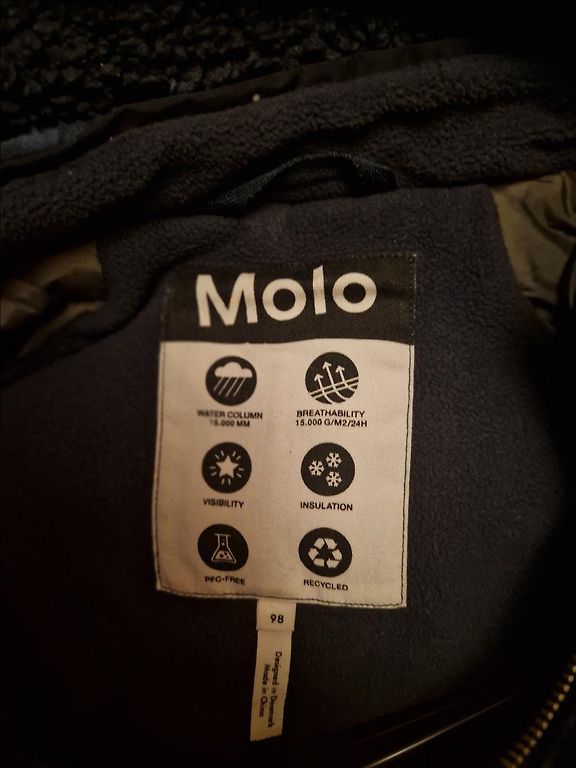 Molo
WATER COLUMN
15.000 MM
BREATHABILITY
15.000 G/M2/24H
VISIBILITY
INSULATION
PFC-FREE
RECYCLED
98
Designed in Denmark
Made in China